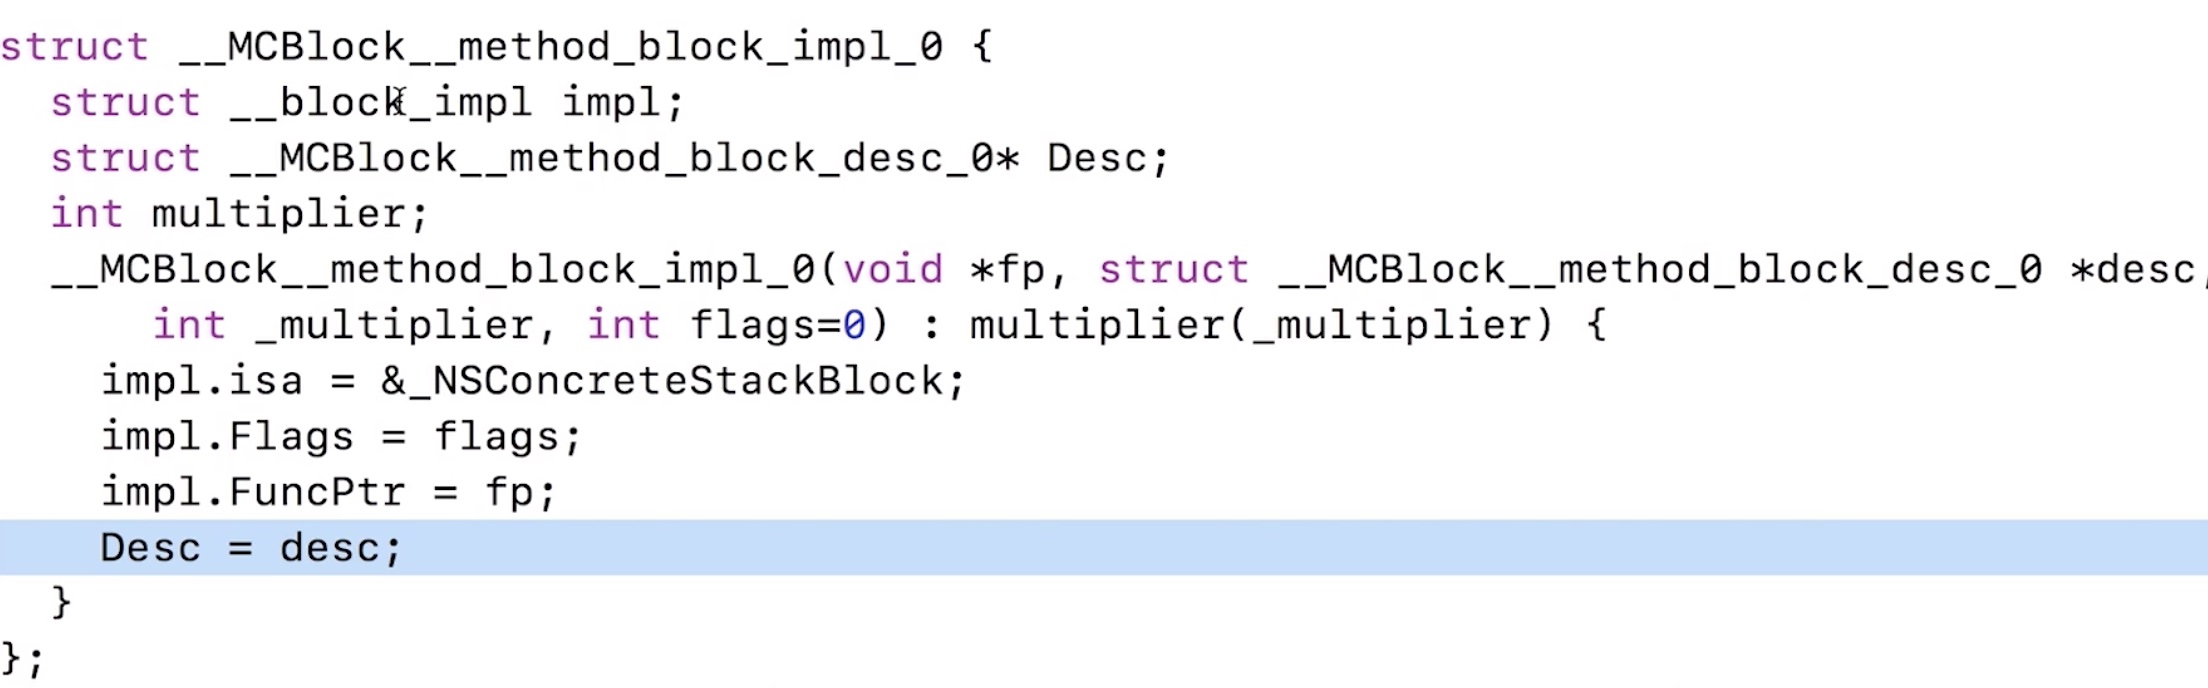 struct __MCBlock__method_block_impl_0 {
  struct __block_impl impl;
  struct __MCBlock__method_block_desc_0* Desc;
  int multiplier;
  __MCBlock__method_block_impl_0(void *fp, struct __MCBlock__method_block_desc_0 *desc,
      int _multiplier, int flags=0) : multiplier(_multiplier) {
    impl.isa = &_NSConcreteStackBlock;
    impl.Flags = flags;
    impl.FuncPtr = fp;
    Desc = desc;
  }
};